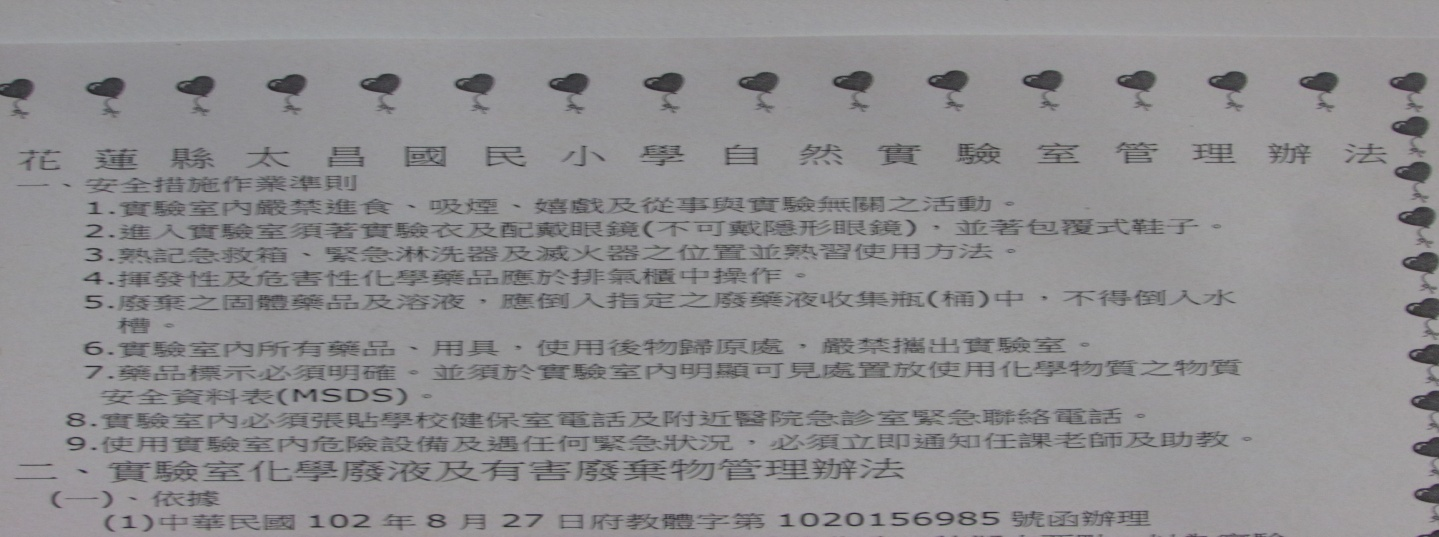 花蓮縣太昌國民小學自然實驗室管理辦法
一、安全措施作業準則
1.實驗室內嚴禁進食、吸煙、嬉戲及從事與實驗無關之活動。
2.進入實驗室須著實驗衣及配戴眼鏡(不可戴隱形眼鏡)，並著包覆式鞋子。
3.熟記急救箱、緊急淋洗器及滅火器之位置並熟習使用方法。
4.揮發性及危害性化學藥品應於排氣櫃中操作。
5.廢棄之固體藥品及溶液，應倒入指定之廢藥液收集瓶(桶)中，不得倒入水
槽。
6.實驗室內所有藥品、用具，使用後物歸原處，嚴禁攜出實驗室。
7.藥品標示必須明確。並須於實驗室內明顯可見處置放使用化學物質之物質
安全資料表(MSDS)。
8.實驗室內必須張貼學校健保室電話及附近醫院急診室緊急聯絡電話。
9.使用實驗室內危險設備及遇任何緊急狀況，必須立即通知任課老師及助教。
二、實驗室化學廢液及有害廢棄物管理辦法
(一)、依據
(1)中華民國 102 年 8 月 27 日府教體字第 1020156985 號函辦理